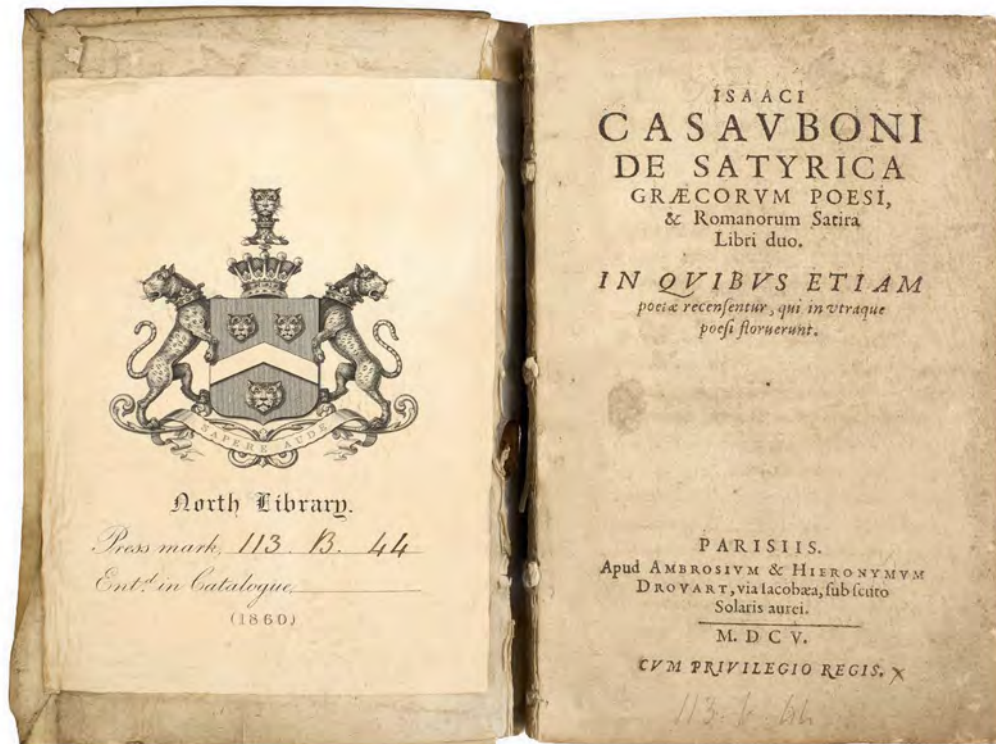 SAPERE AUDE
North Library.
Press mark, 113. B. 44
Ent.d in Catalogue,
(1860)
ISAACI
CASAVBONI
DE SATYRICA
GRÆCORVM POESI,
& Romanorum Satira
Libri duo.
IN QVIBVS ETIAM
poetæ recensentur, qui in vtraque
poesi floruerunt.
PARISIIS.
Apud AMBROSIVM & HIERONYMVM
DROVART, via Iacobæa, sub scuto
Solaris aurei.
M. DC V.
CVM PRIVILEGIO REGIS. X
113. b. 44